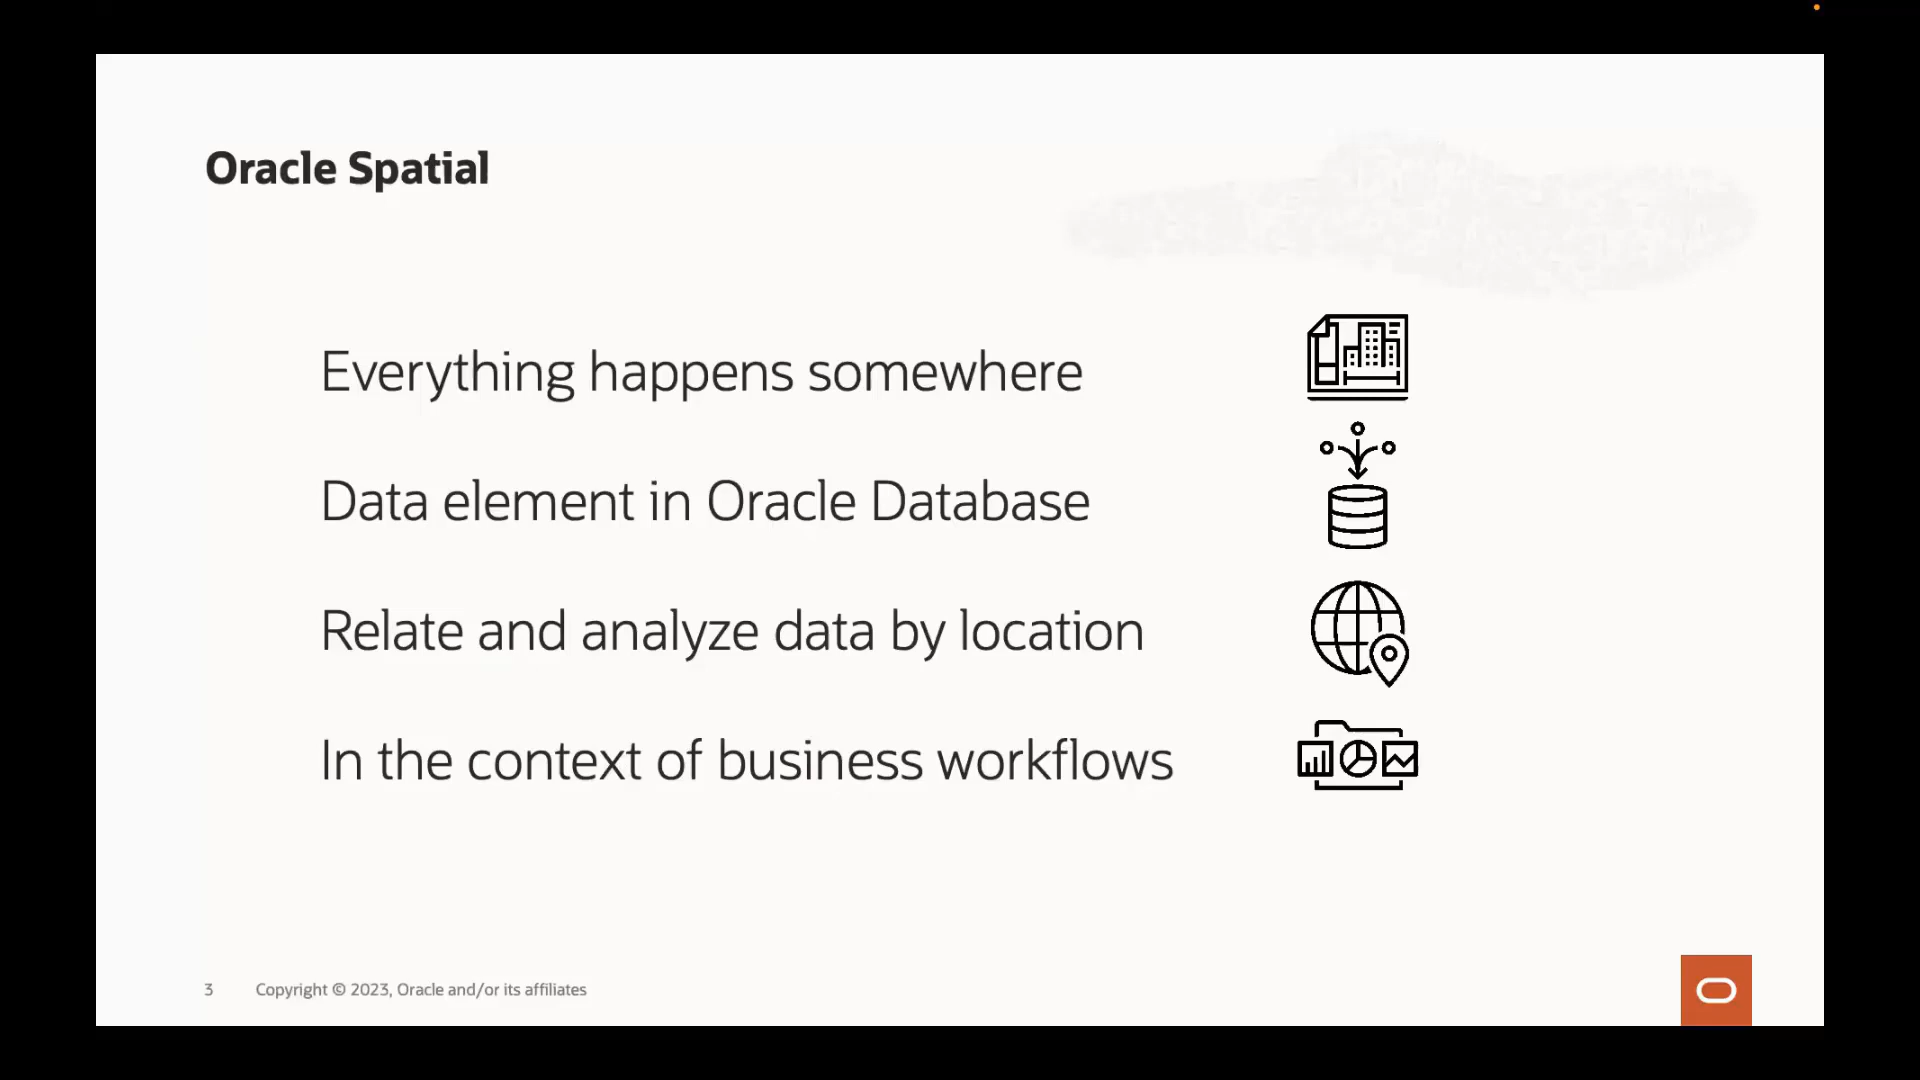 Oracle Spatial
Everything happens somewhere
Data element in Oracle Database
Relate and analyze data by location
In the context of business workflows
3 Copyright © 2023, Oracle and/or its affiliates